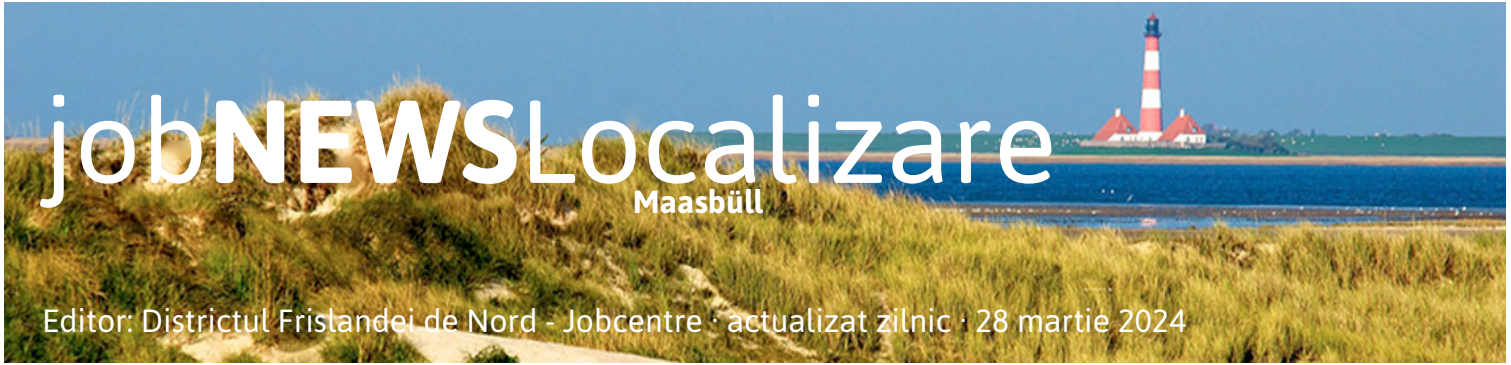 jobNEWSLocalizare
Maasbüll
Editor: Districtul Frislandei de Nord - Jobcentre · actualizat zilnic · 28 martie 2024